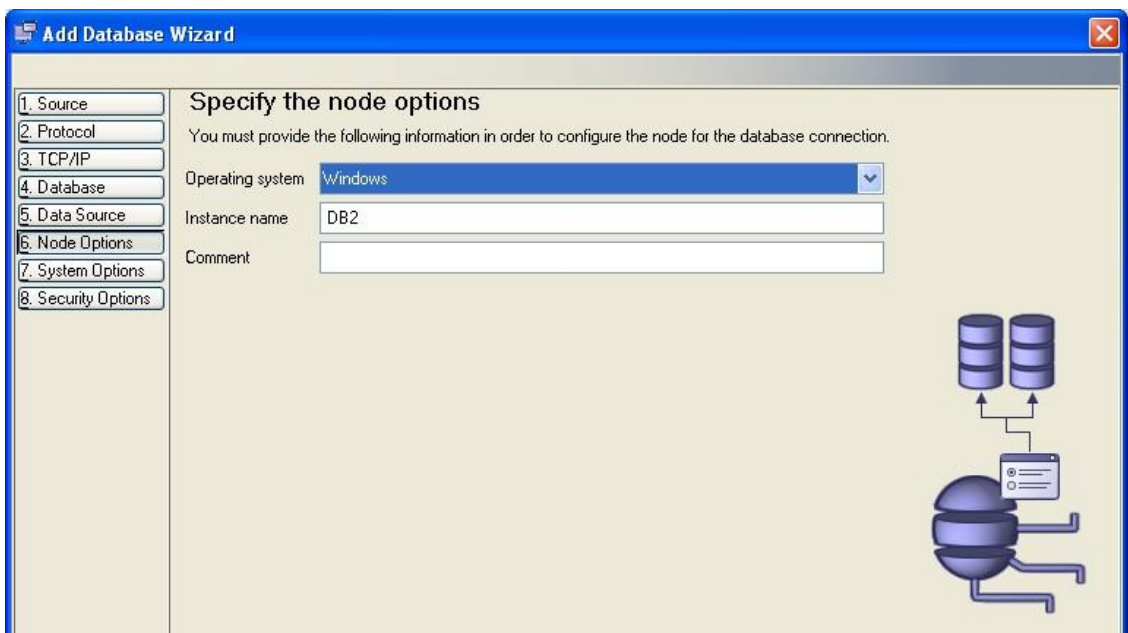 Add Database Wizard
1. Source
2. Protocol
3. TCP/IP
4. Database
5. Data Source
6. Node Options
7. System Options
8. Security Options
Specify the node options
You must provide the following information in order to configure the node for the database connection.
Operating system Windows
Instance name DB2
Comment